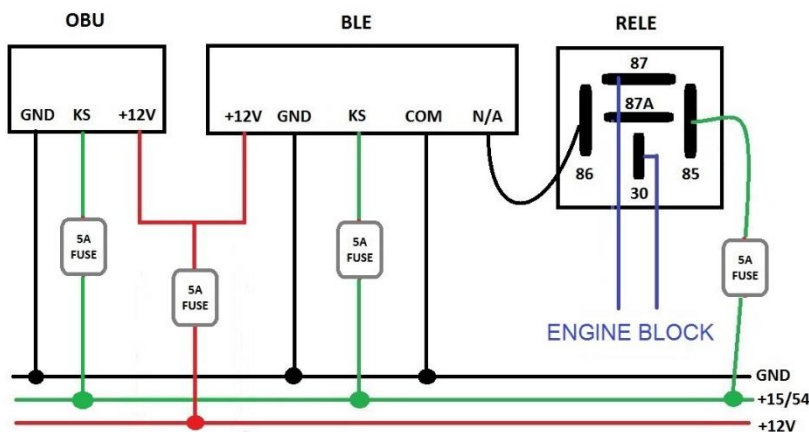 OBU
BLE
RELE
GND KS +12V
+12V GND KS COM N/A
87
87A
86
30
85
5A
FUSE
5A
FUSE
5A
FUSE
5A
FUSE
ENGINE BLOCK
GND
+15/54
+12V